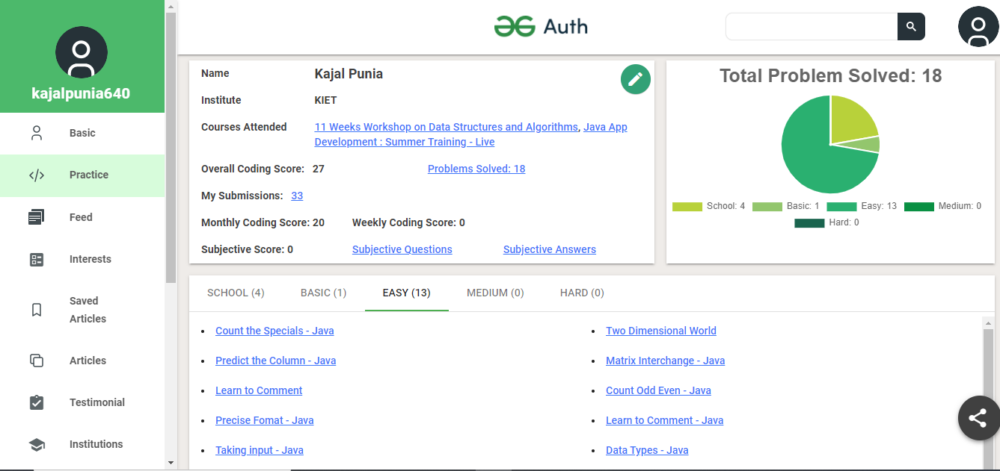 Auth
kajalpunia640
Basic
Practice
Feed
Interests
Saved
Articles
Articles
Testimonial
Institutions
Name Kajal Punia
Institute KIET
Courses Attended 11 Weeks Workshop on Data Structures and Algorithms, Java App
Development : Summer Training - Live
Overall Coding Score: 27 Problems Solved: 18
My Submissions: 33
Monthly Coding Score: 20 Weekly Coding Score: 0
Subjective Score: 0 Subjective Questions Subjective Answers
Total Problem Solved: 18
School: 4 Basic: 1 Easy: 13 Medium: 0
Hard: 0
SCHOOL (4) BASIC (1) EASY (13) MEDIUM (0) HARD (0)
Count the Specials - Java Two Dimensional World
Predict the Column - Java Matrix Interchange - Java
Learn to Comment Count Odd Even - Java
Precise Fomat - Java Learn to Comment - Java
Taking input - Java Data Types - Java